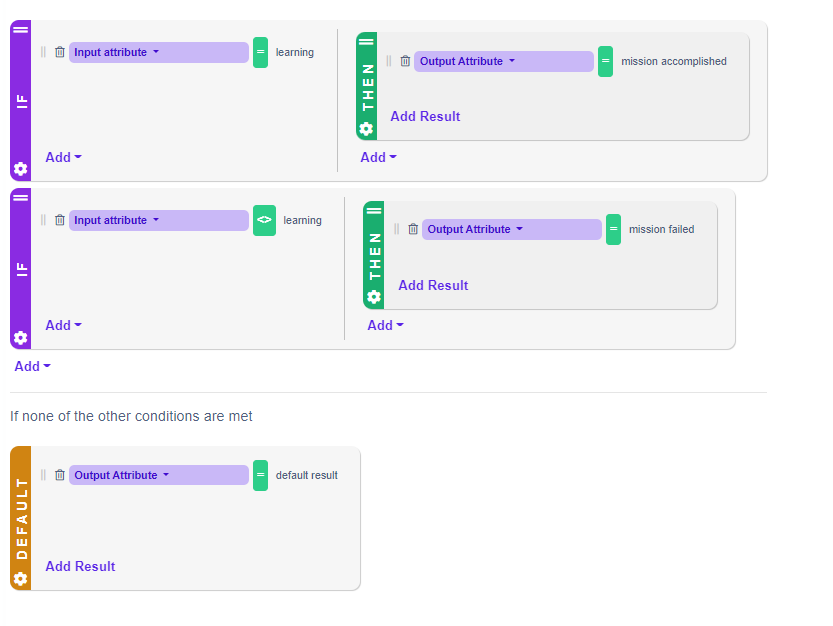 IF
Input attribute
=
learning
Add
THEN
Output Attribute
=
mission accomplished
Add Result
Add
IF
Input attribute
<>
learning
Add
THEN
Output Attribute
=
mission failed
Add Result
Add
Add
If none of the other conditions are met
DEFAULT
Output Attribute
=
default result
Add Result